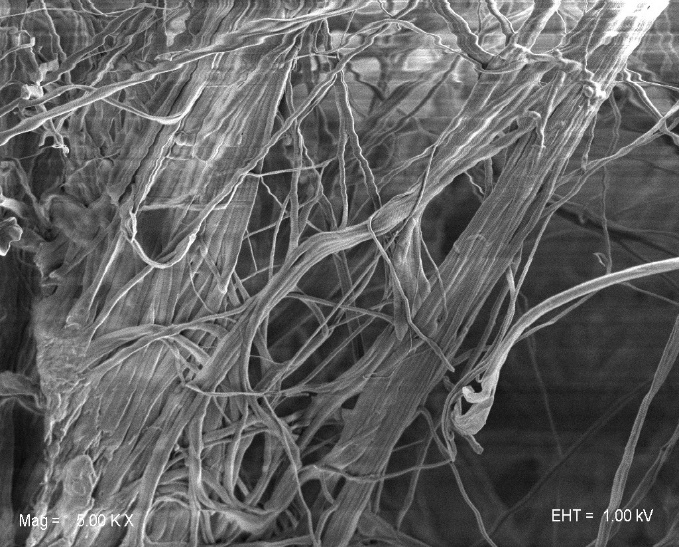 Mag = 5.00 K X
EHT = 1.00 kV